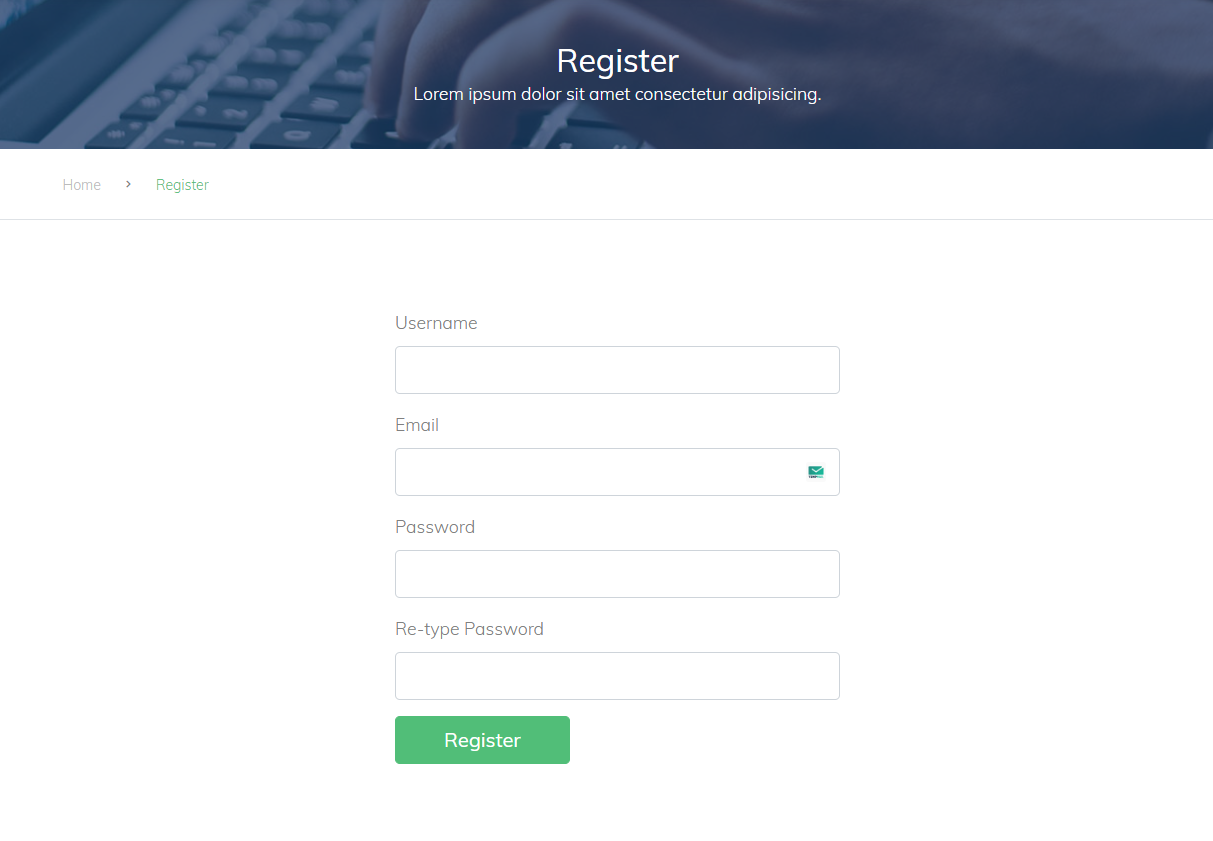 Register
Lorem ipsum dolor sit amet consectetur adipisicing.
Home > Register
Username
Email
Password
Re-type Password
Register